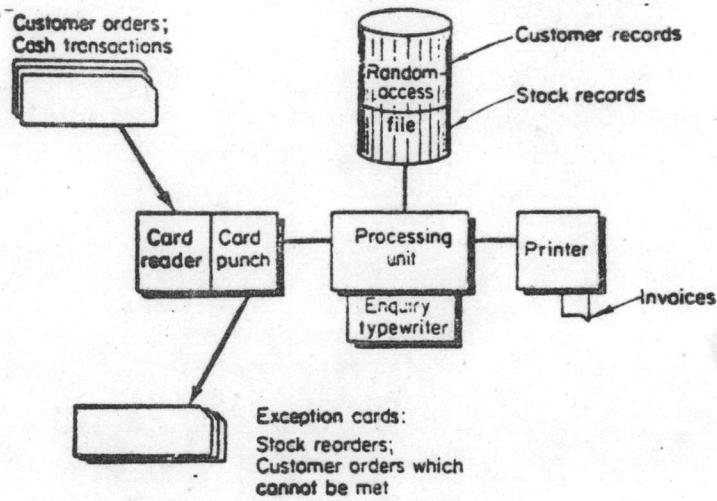 Customer orders;
Cash transactions
Random
access
file
Customer records
Stock records
Card
reader
Card
punch
Processing
unit
Printer
Enquiry
typewriter
Invoices
Exception cards:
Stock reorders;
Customer orders which
cannot be met